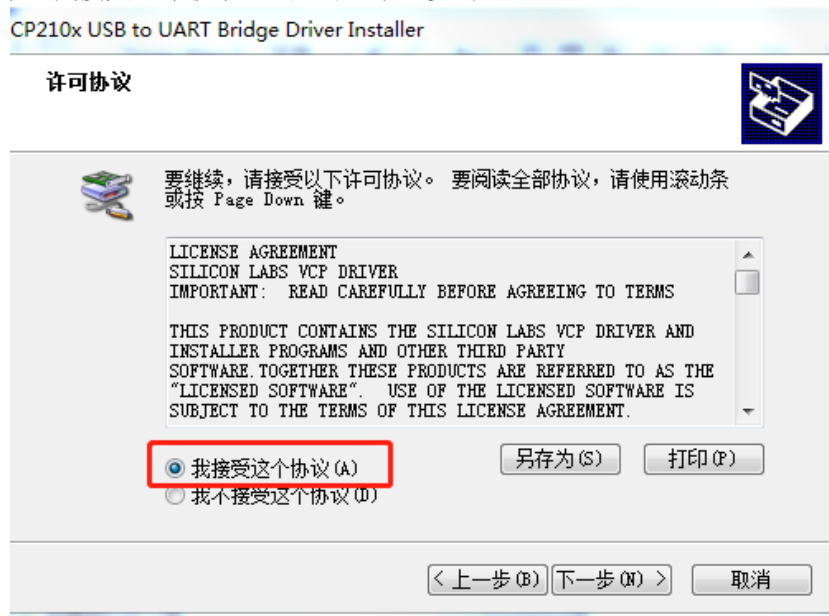 CP210x USB to UART Bridge Driver Installer
许可协议
要继续，请接受以下许可协议。 要阅读全部协议，请使用滚动条
或按 Page Down 键。
LICENSE AGREEMENT
SILICON LABS VCP DRIVER
IMPORTANT:  READ CAREFULLY BEFORE AGREEING TO TERMS
THIS PRODUCT CONTAINS THE SILICON LABS VCP DRIVER AND
INSTALLER PROGRAMS AND OTHER THIRD PARTY
SOFTWARE.TOGETHER THESE PRODUCTS ARE REFERRED TO AS THE
"LICENSED SOFTWARE".  USE OF THE LICENSED SOFTWARE IS
SUBJECT TO THE TERMS OF THIS LICENSE AGREEMENT.
我接受这个协议(A)
另存为(S) 打印(P)
我不接受这个协议(D)
< 上一步(B) 下一步(N) > 取消